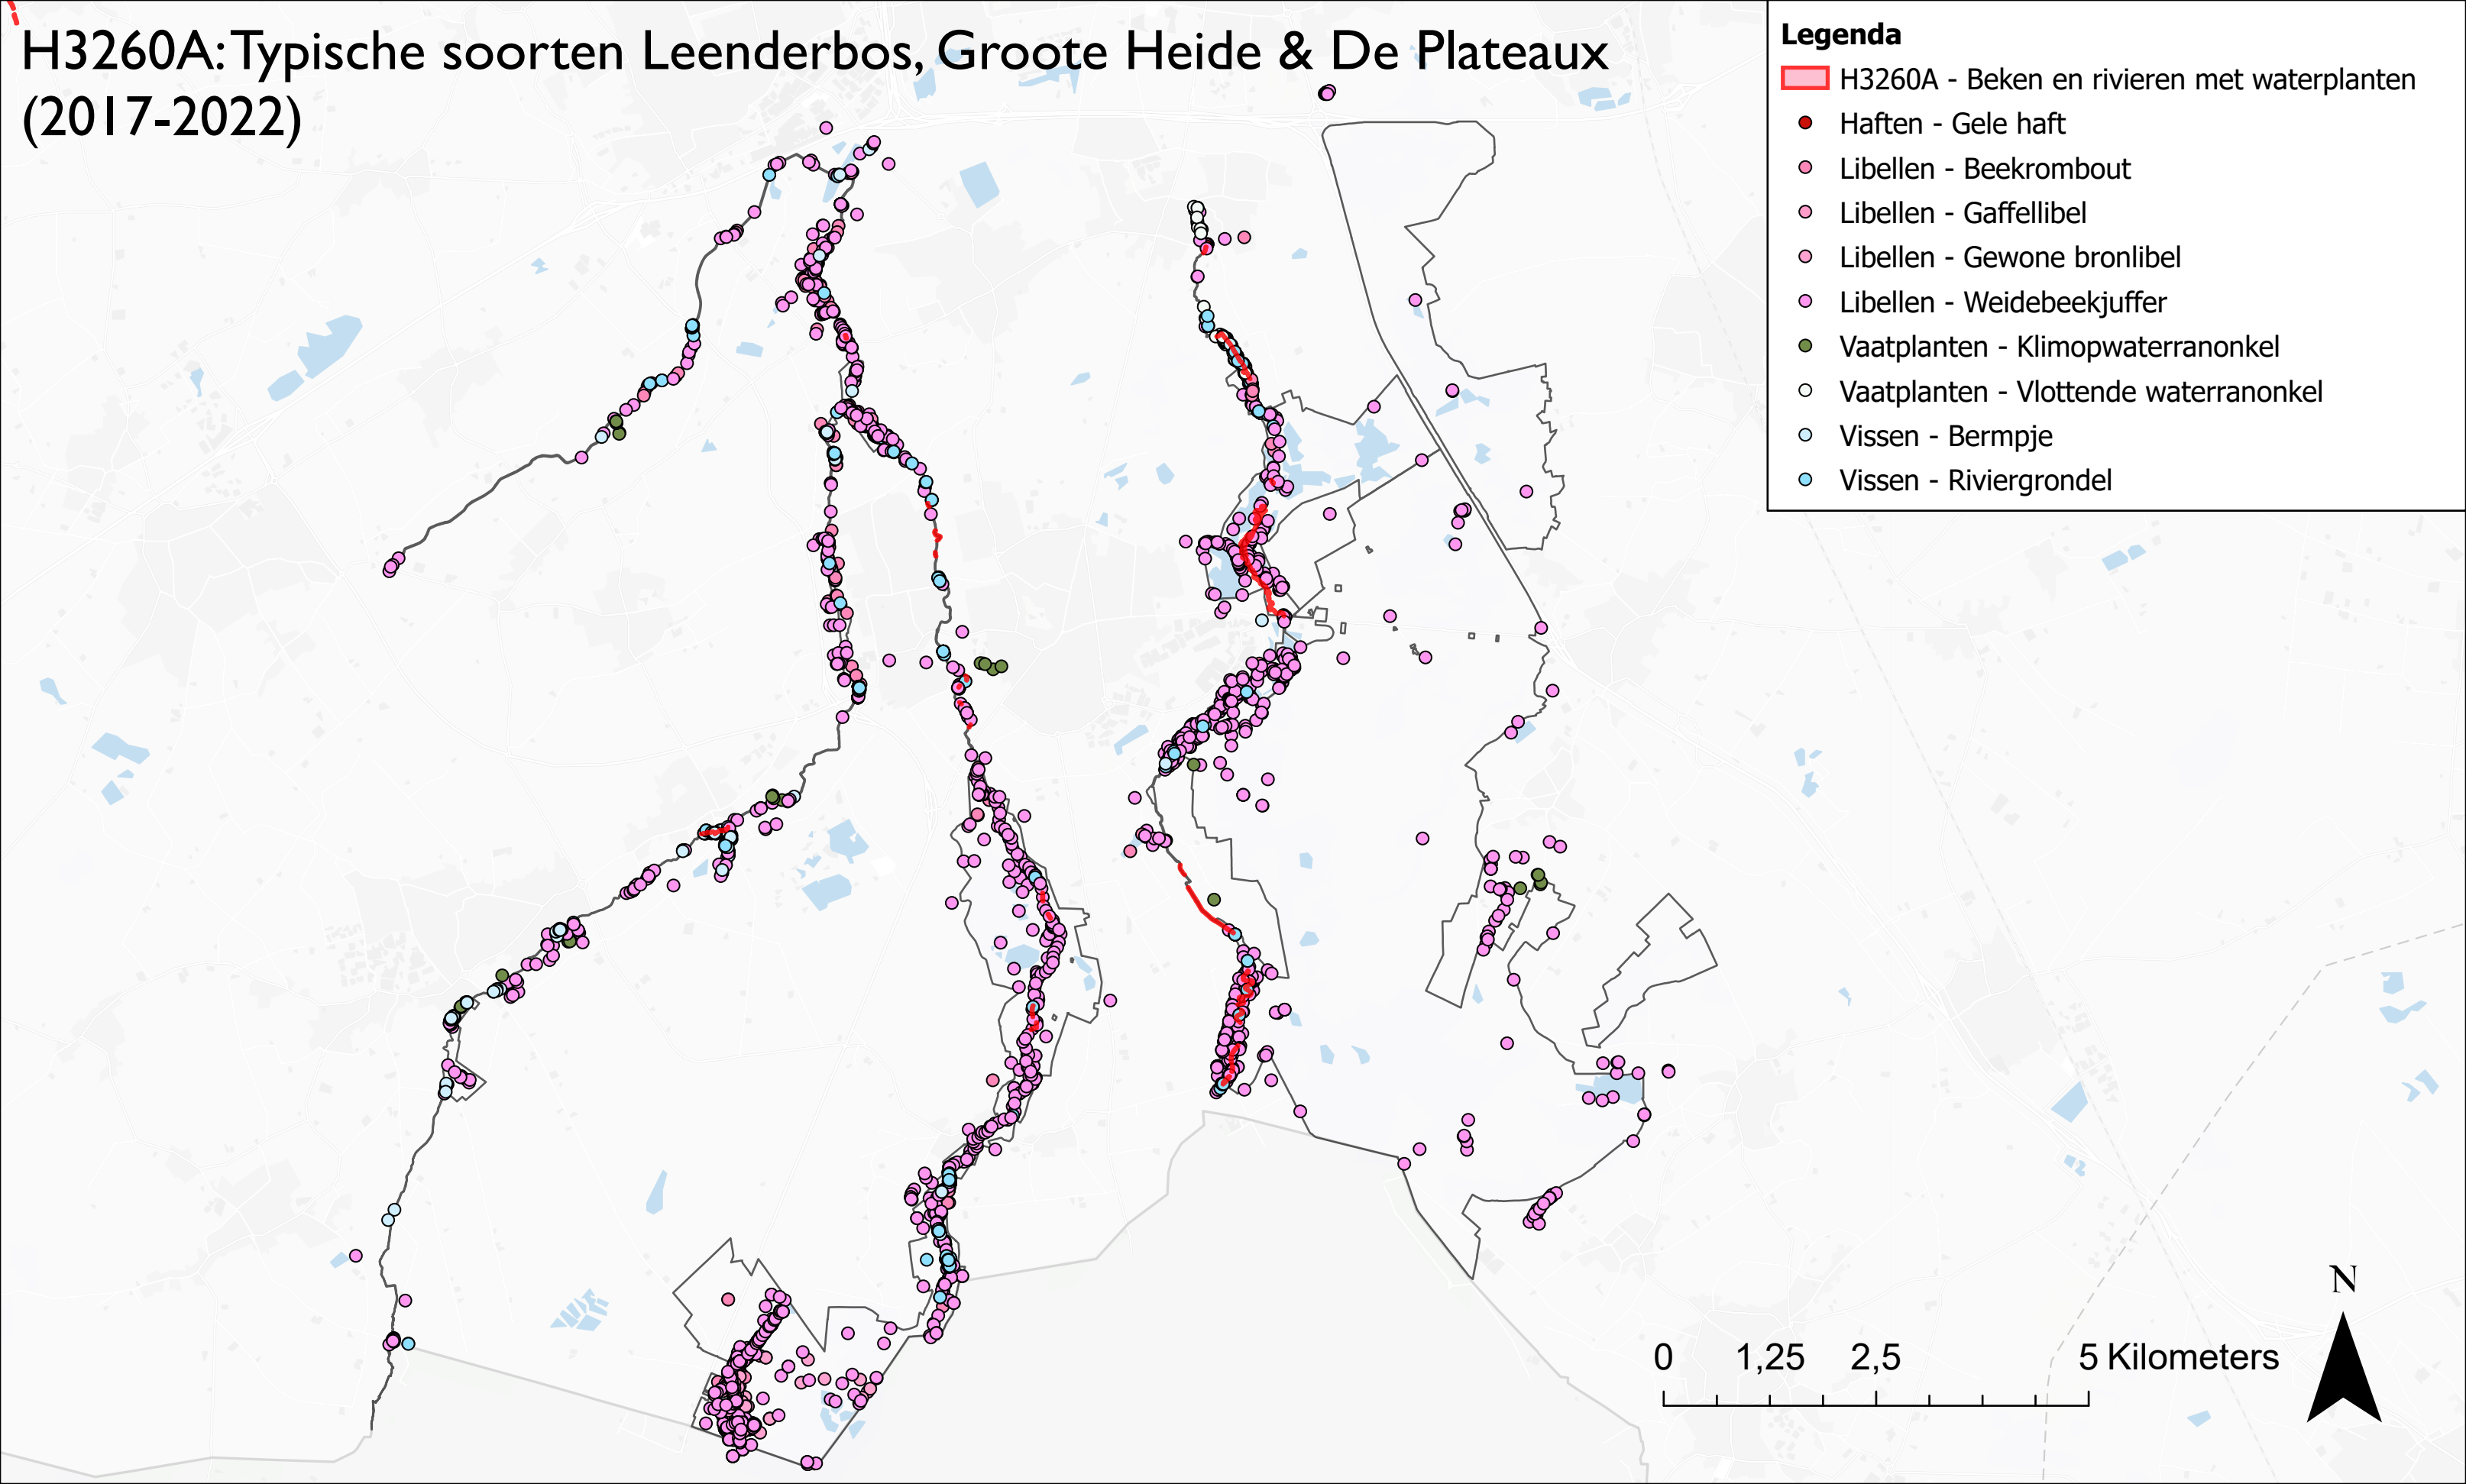 H3260A: Typische soorten Leenderbos, Groote Heide & De Plateaux
(2017-2022)
Legenda
H3260A - Beken en rivieren met waterplanten
Haften - Gele haft
Libellen - Beekrombout
Libellen - Gaffellibel
Libellen - Gewone bronlibel
Libellen - Weidebeekjuffer
Vaatplanten - Klimopwaterranonkel
Vaatplanten - Vlottende waterranonkel
Vissen - Bermpje
Vissen - Riviergrondel
N
0 1,25 2,5 5 Kilometers